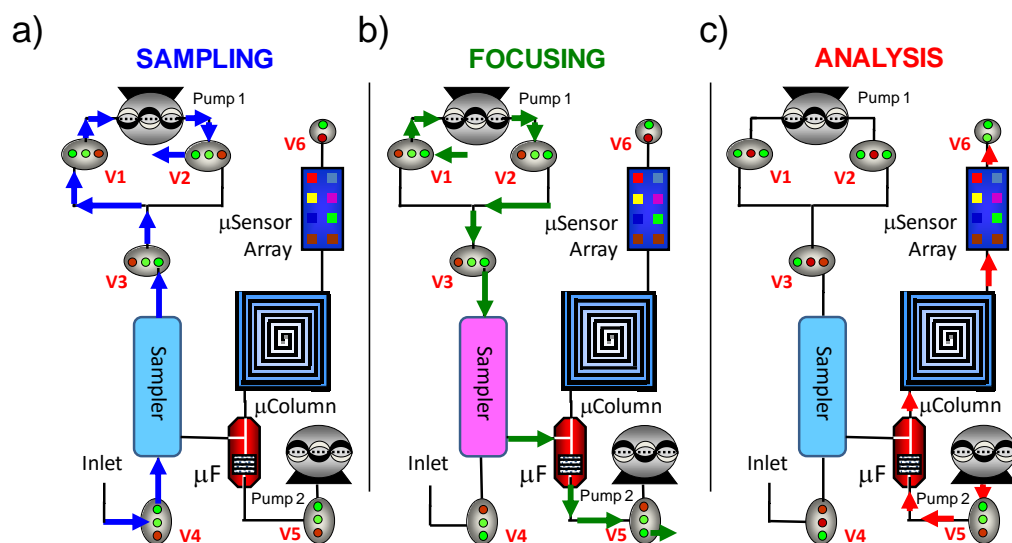 a)
SAMPLING
Pump 1
V6
V1
V2
μSensor
Array
V3
Sampler
μColumn
Inlet
μF
Pump 2
V4
V5
b)
FOCUSING
Pump 1
V6
V1
V2
μSensor
Array
V3
Sampler
μColumn
Inlet
μF
Pump 2
V4
V5
c)
ANALYSIS
Pump 1
V6
V1
V2
μSensor
Array
V3
Sampler
μColumn
Inlet
μF
Pump 2
V4
V5